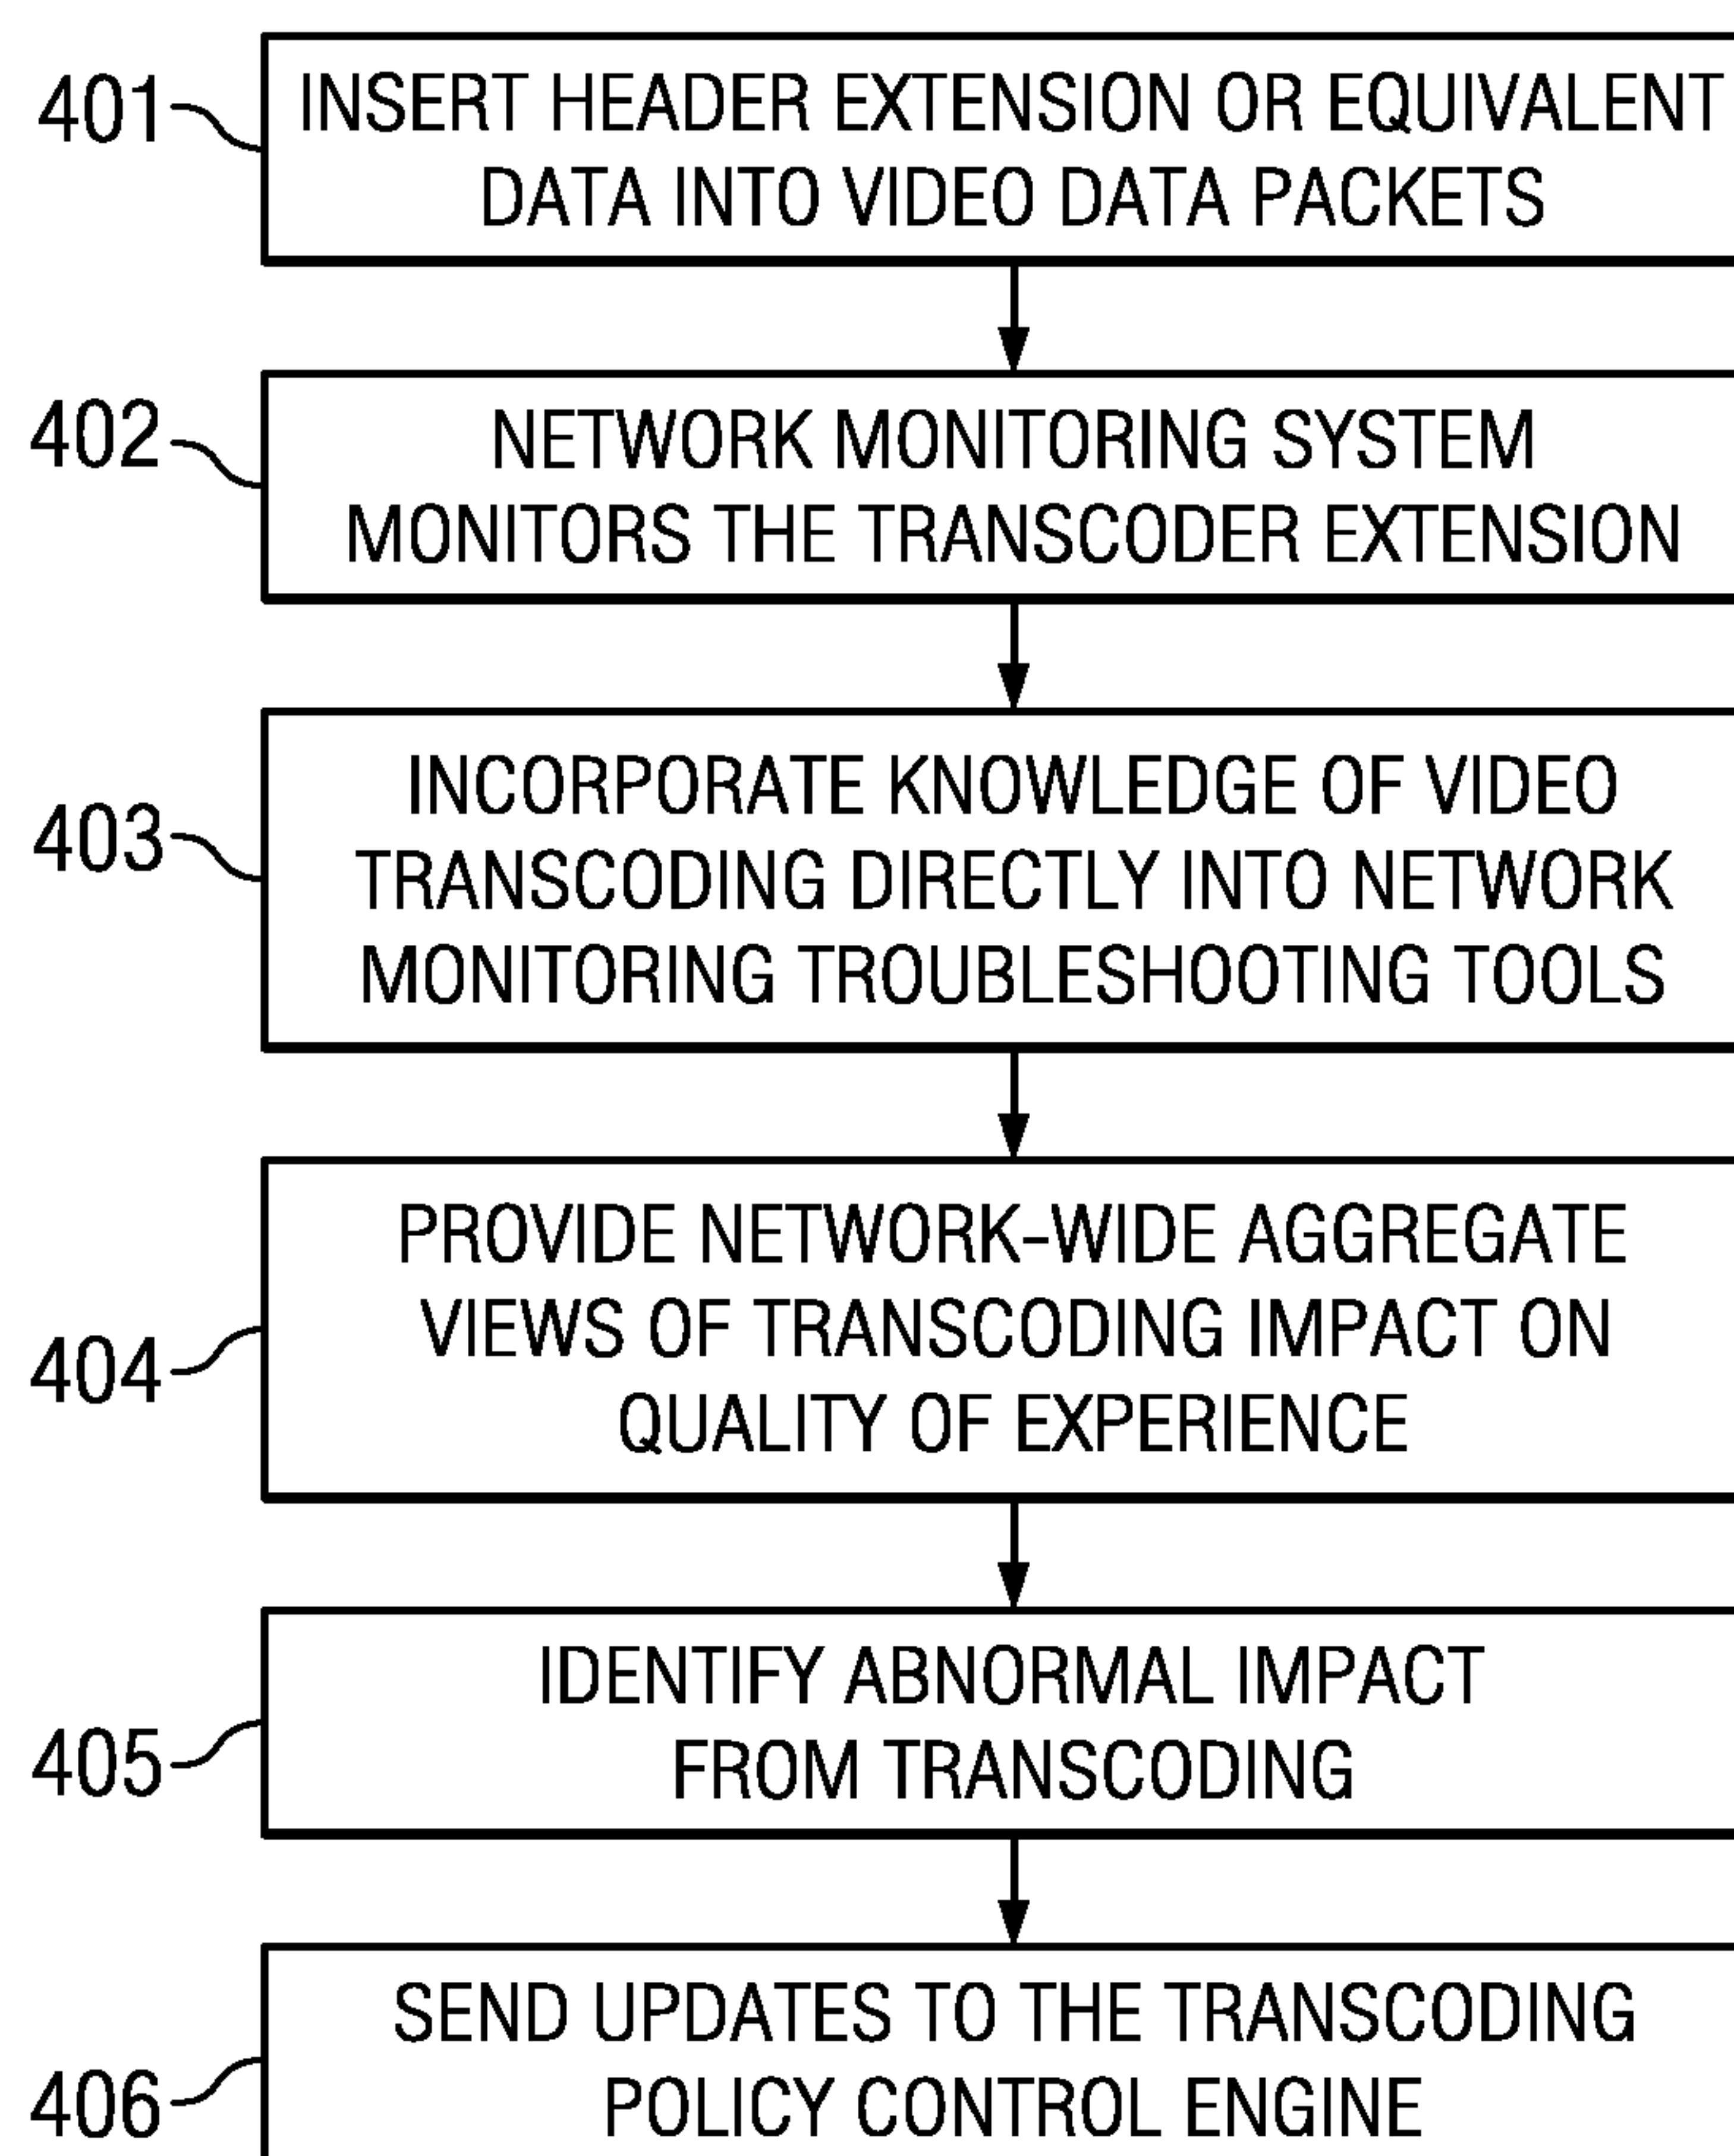 401
INSERT HEADER EXTENSION OR EQUIVALENT
DATA INTO VIDEO DATA PACKETS
402
NETWORK MONITORING SYSTEM
MONITORS THE TRANSCODER EXTENSION
403
INCORPORATE KNOWLEDGE OF VIDEO
TRANSCODING DIRECTLY INTO NETWORK
MONITORING TROUBLESHOOTING TOOLS
404
PROVIDE NETWORK-WIDE AGGREGATE
VIEWS OF TRANSCODING IMPACT ON
QUALITY OF EXPERIENCE
405
IDENTIFY ABNORMAL IMPACT
FROM TRANSCODING
406
SEND UPDATES TO THE TRANSCODING
POLICY CONTROL ENGINE